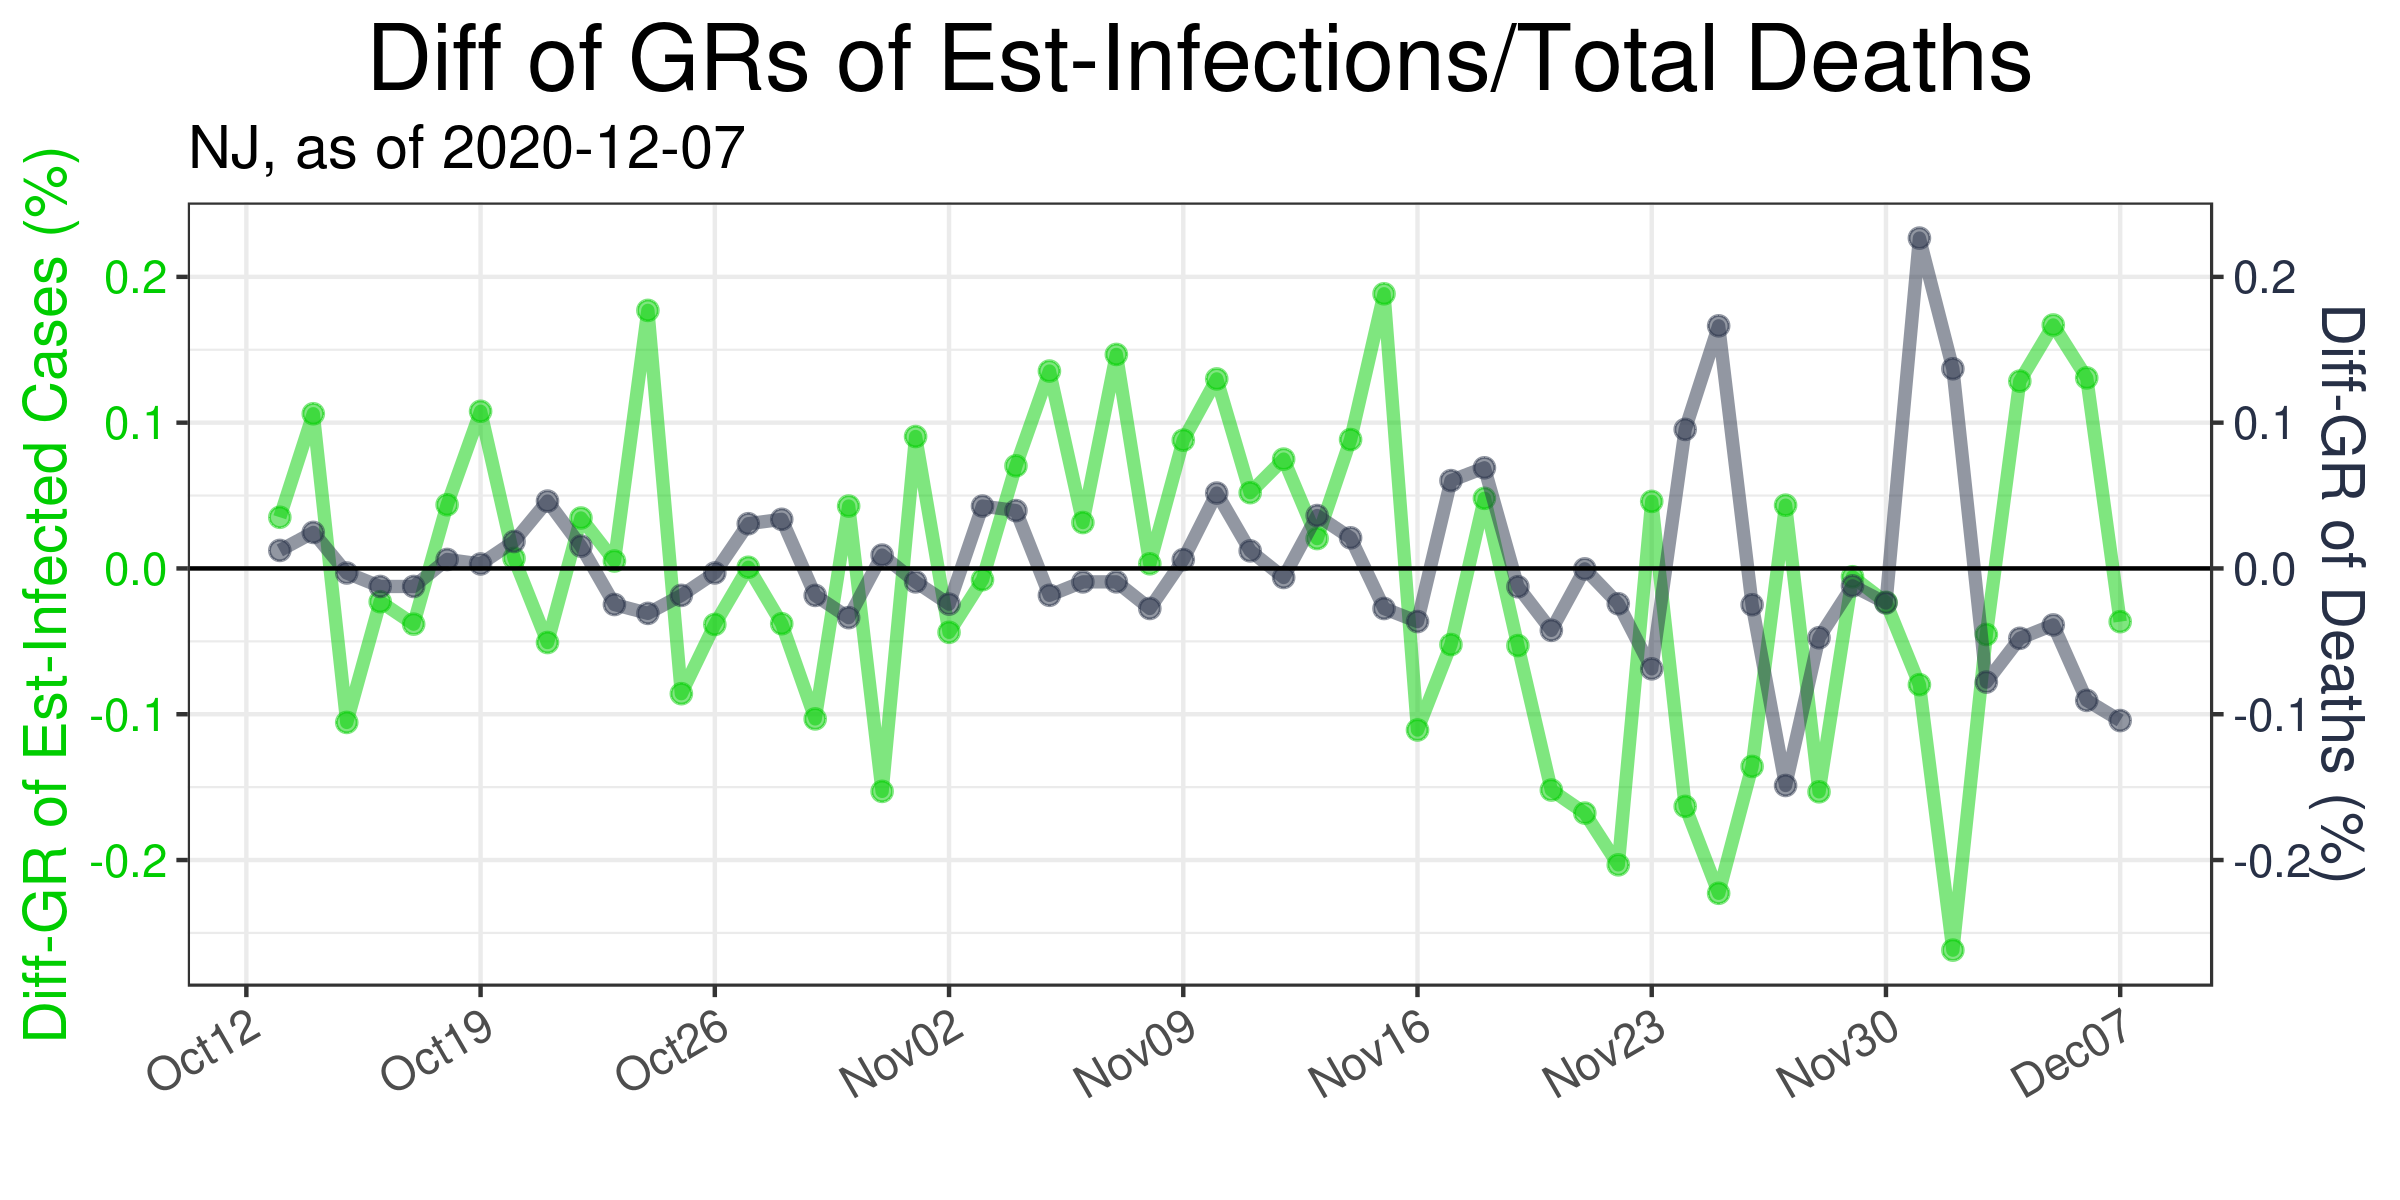 Diff of GRs of Est-Infections/Total Deaths
NJ, as of 2020-12-07
Diff-GR of Est-Infected Cases (%)
0.2
0.1
0.0
-0.1
-0.2
0.2
0.1
0.0
-0.1
-0.2
Diff-GR of Deaths (%)
Oct12
Oct19
Oct26
Nov02
Nov09
Nov16
Nov23
Nov30
Dec07